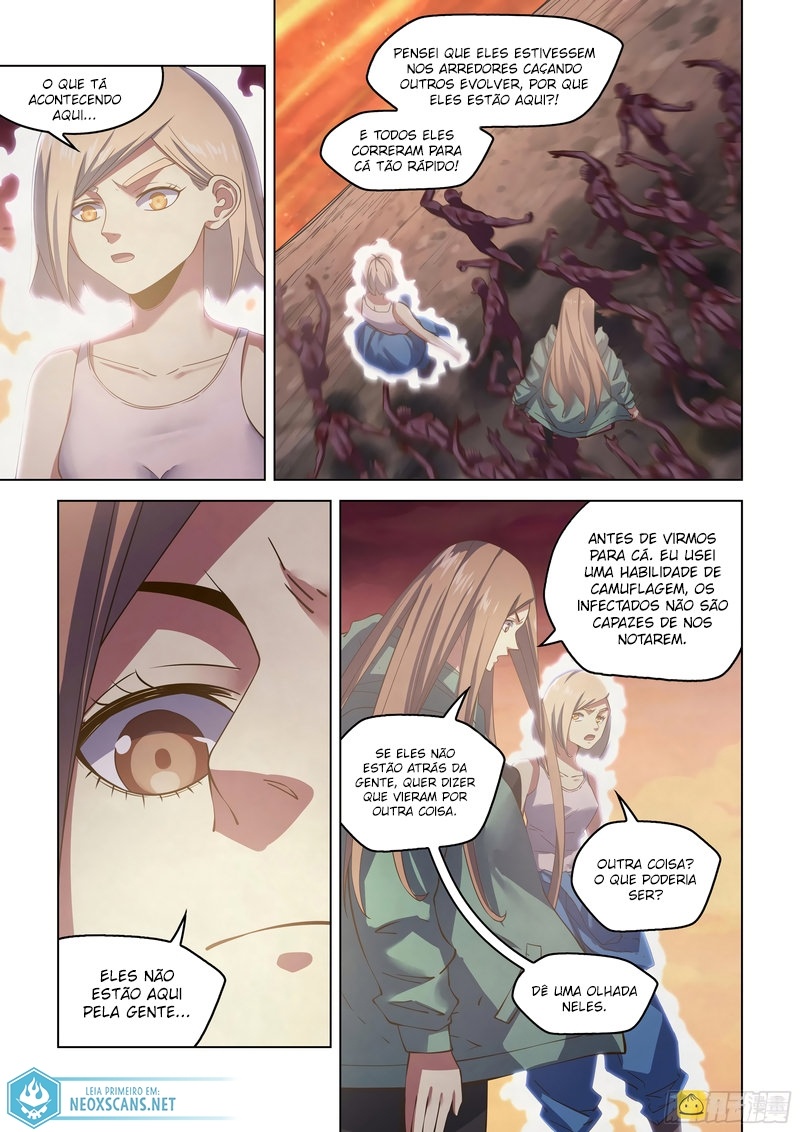 O QUE TÁ
ACONTECENDO
AQUI...
PENSEI QUE ELES ESTIVESSEM
NOS ARREDORES CAÇANDO
OUTROS EVOLVER, POR QUE
ELES ESTÃO AQUI?!
E TODOS ELES
CORRERAM PARA
CÁ TÃO RÁPIDO!
ELES NÃO
ESTÃO AQUI
PELA GENTE...
ANTES DE VIRMOS
PARA CÁ. EU USEI
UMA HABILIDADE DE
CAMUFLAGEM, OS
INFECTADOS NÃO SÃO
CAPAZES DE NOS
NOTAREM.
SE ELES NÃO
ESTÃO ATRÁS DA
GENTE, QUER DIZER
QUE VIERAM POR
OUTRA COISA.
OUTRA COISA?
O QUE PODERIA
SER?
DÊ UMA OLHADA
NELES.
LEIA PRIMEIRO EM:
NEOXSCANS.NET